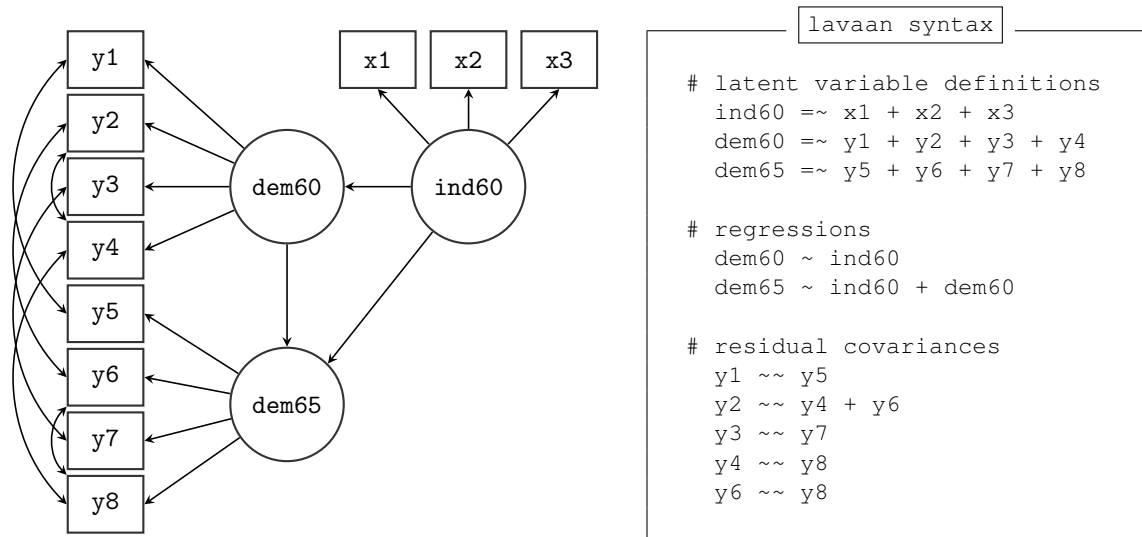 y1
y2
y3
y4
y5
y6
y7
y8
x1 x2 x3
dem60 ind60
dem65
lavaan syntax
# latent variable definitions
ind60 =~ x1 + x2 + x3
dem60 =~ y1 + y2 + y3 + y4
dem65 =~ y5 + y6 + y7 + y8
# regressions
dem60 ~ ind60
dem65 ~ ind60 + dem60
# residual covariances
y1 ~~ y5
y2 ~~ y4 + y6
y3 ~~ y7
y4 ~~ y8
y6 ~~ y8